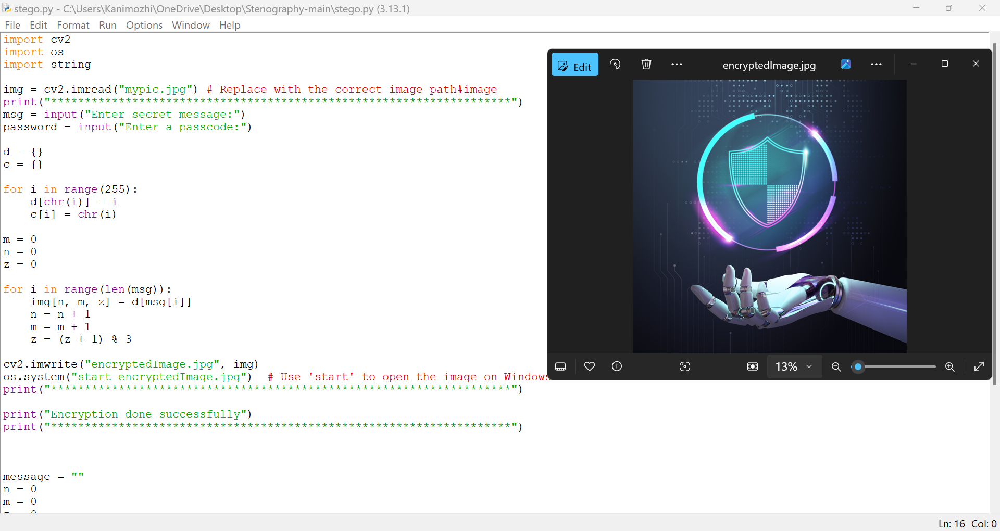 stego.py - C:\Users\Kanimozhi\OneDrive\Desktop\Stenography-main\stego.py (3.13.1)
File Edit Format Run Options Window Help
import cv2
import os
import string
img = cv2.imread("mypic.jpg") # Replace with the correct image path#image
print("********************************************************************")
msg = input("Enter secret message:")
password = input("Enter a passcode:")
d = {}
c = {}
for i in range(255):
    d[chr(i)] = i
    c[i] = chr(i)
m = 0
n = 0
z = 0
for i in range(len(msg)):
    img[n, m, z] = d[msg[i]]
    n = n + 1
    m = m + 1
    z = (z + 1) % 3
cv2.imwrite("encryptedImage.jpg", img)
os.system("start encryptedImage.jpg")  # Use 'start' to open the image on Windows
print("********************************************************************")
print("Encryption done successfully")
print("********************************************************************")
message = ""
n = 0
m = 0
Edit
encryptedImage.jpg
13%
Ln: 16 Col: 0